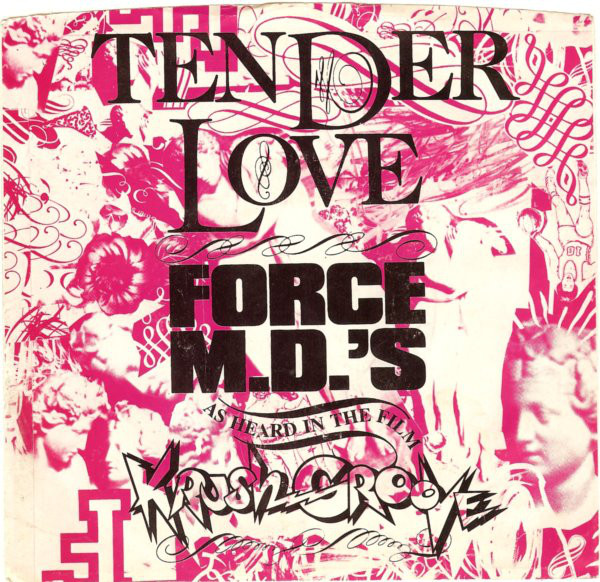 TENDER
LOVE
FORCE
M.D.'S
AS HEARD IN THE FILM
KRUSH GROOVE